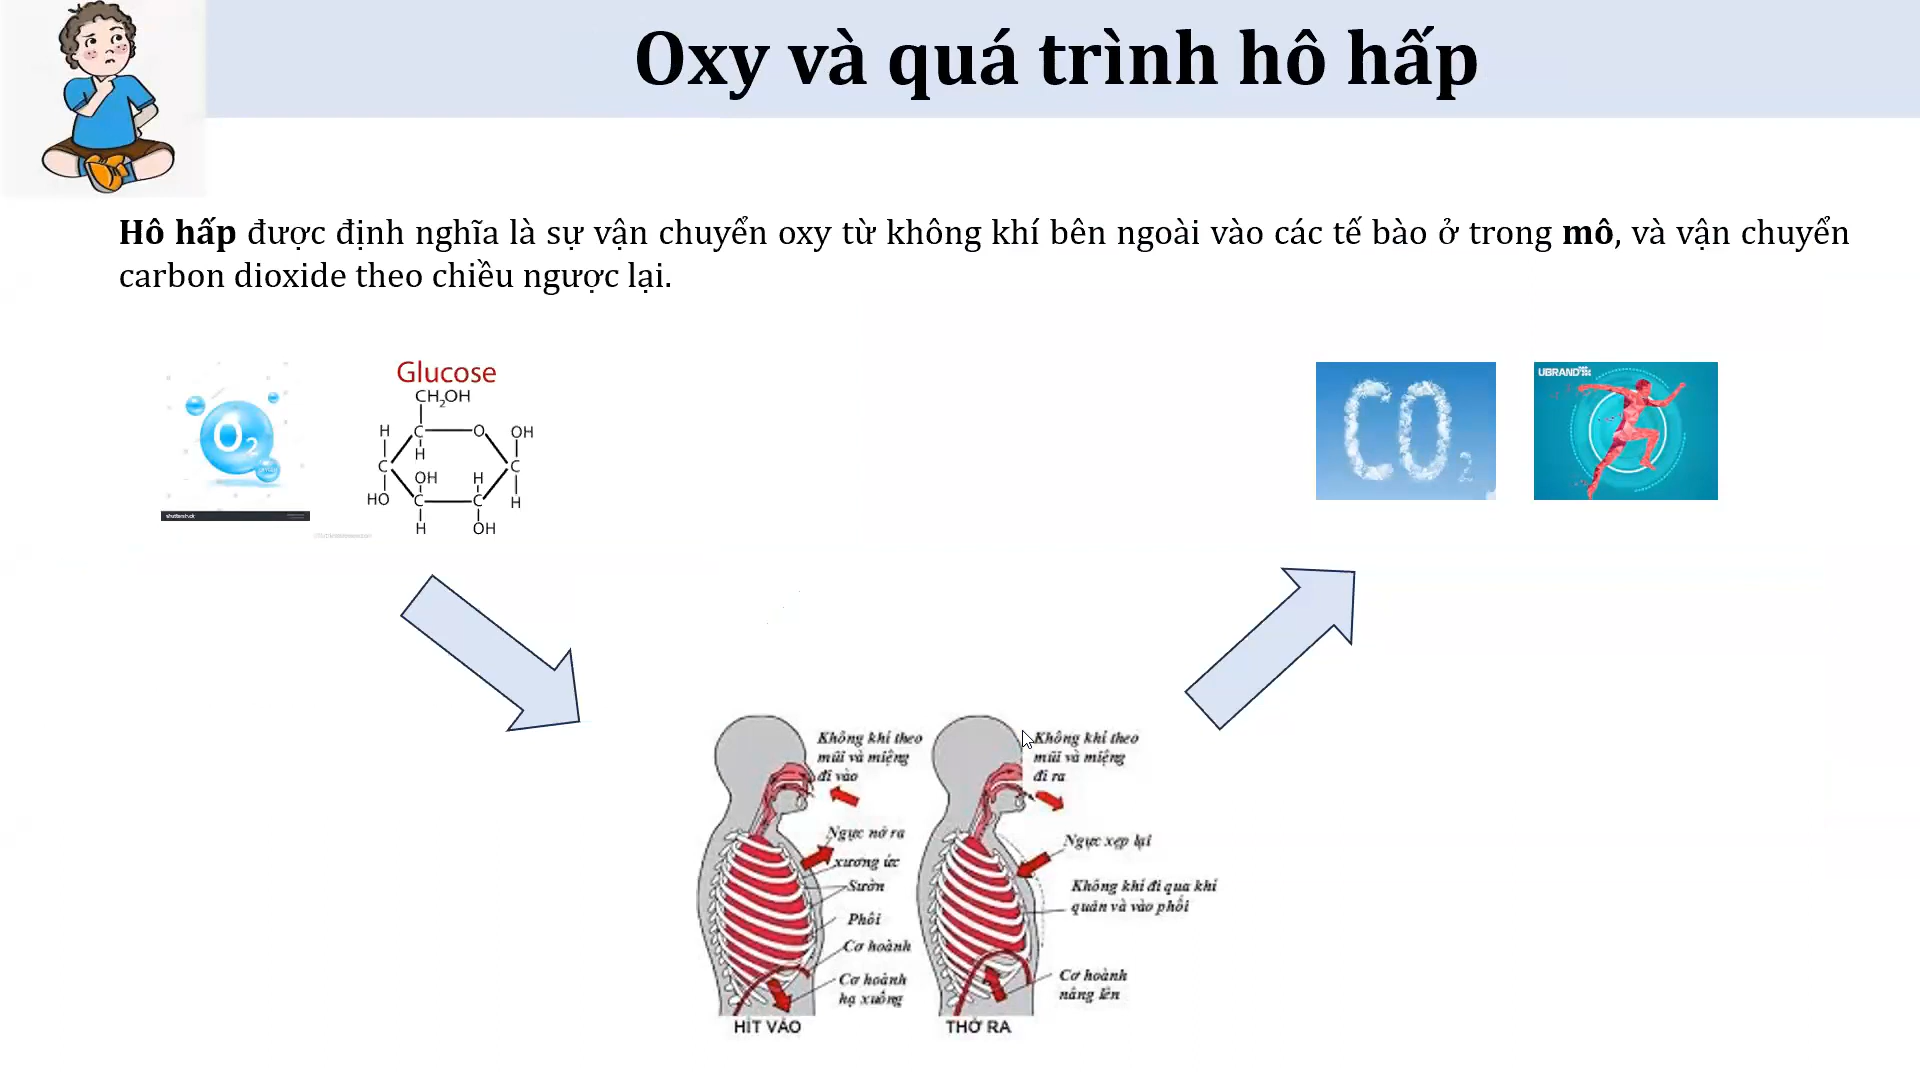 Oxy và quá trình hô hấp
Hô hấp được định nghĩa là sự vận chuyển oxy từ không khí bên ngoài vào các tế bào ở trong mô, và vận chuyển
carbon dioxide theo chiều ngược lại.
O2
shutterstock
Glucose
CH2OH
H C O OH
H
C C
OH H
HO C C H
H OH
CO2
UBRAND
Không khí theo
mũi và miệng
đi vào
Ngực nở ra
xương ức
Sườn
Phổi
Cơ hoành
Cơ hoành
hạ xuống
HÍT VÀO
Không khí theo
mũi và miệng
đi ra
Ngực xẹp lại
Không khí đi qua khí
quản và vào phổi
Cơ hoành
nâng lên
THỞ RA